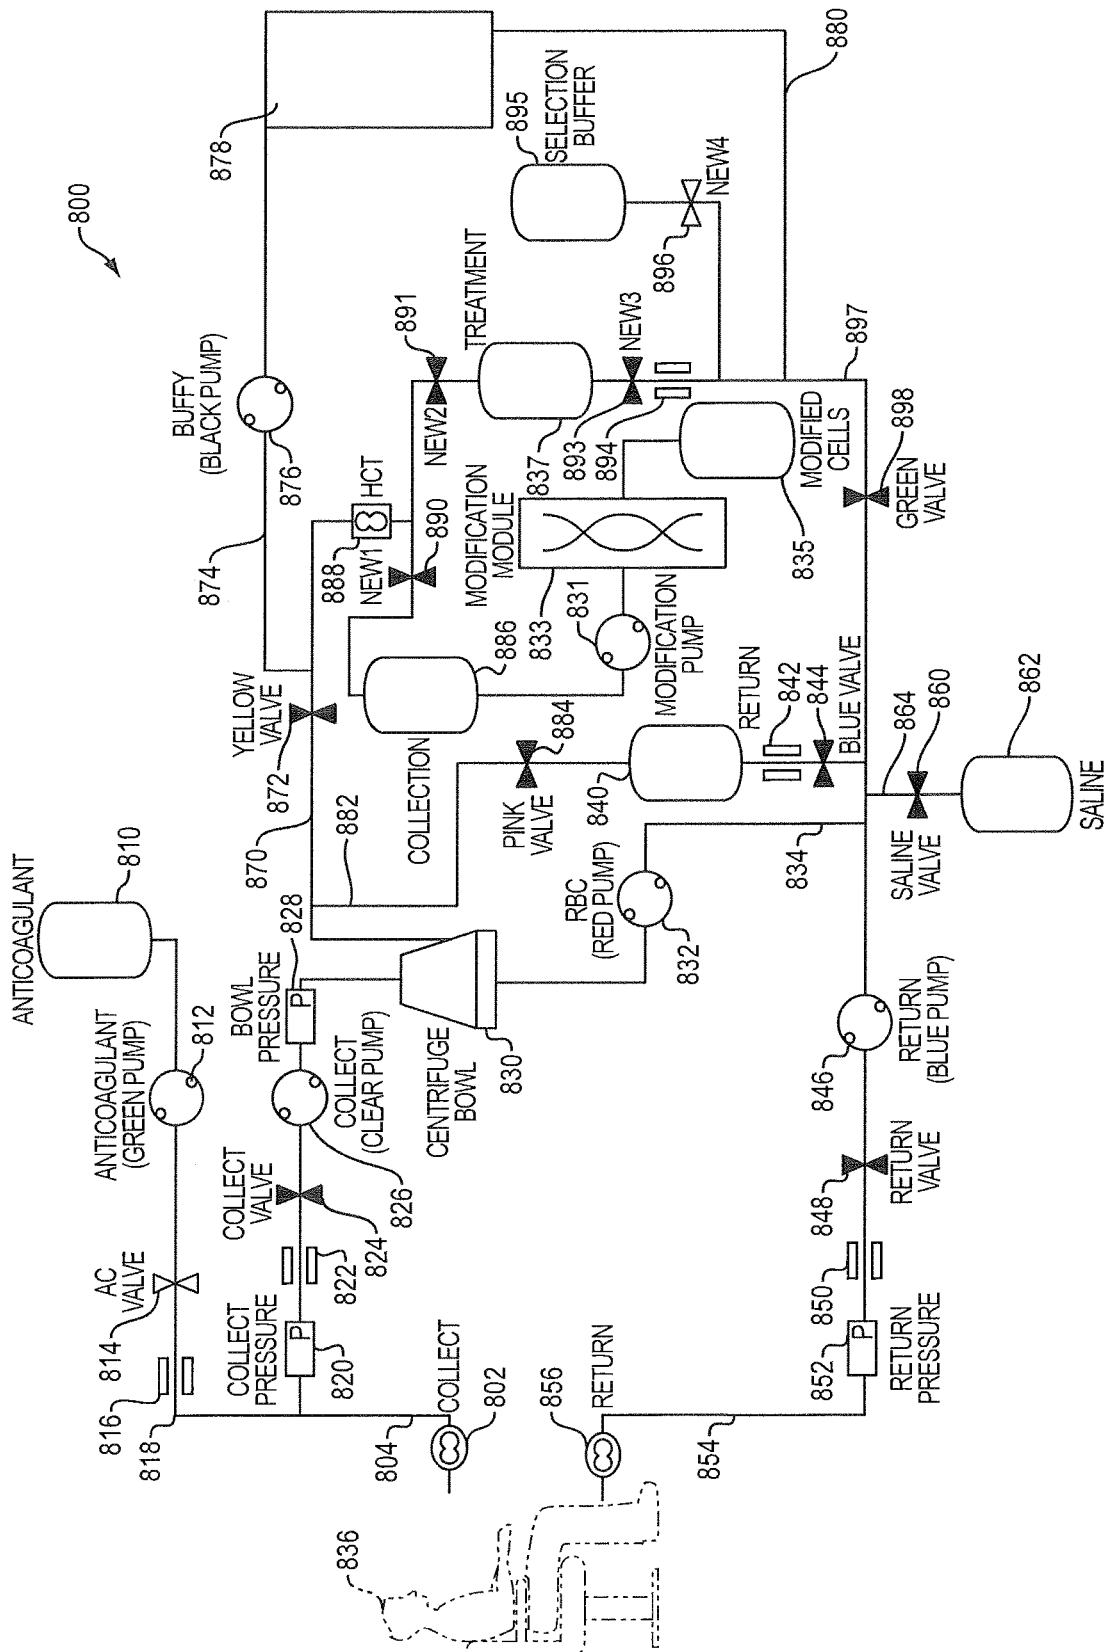 800
ANTICOAGULANT
810
ANTICOAGULANT
(GREEN PUMP)
812
AC VALVE
814
816
818
COLLECT
PRESSURE
820
822
COLLECT
VALVE
824
826
COLLECT
(CLEAR PUMP)
BOWL
PRESSURE
828
P
P
CENTRIFUGE
BOWL
830
804
COLLECT
802
836
856
RETURN
854
870
882
YELLOW
VALVE
872
874
BUFFY
(BLACK PUMP)
876
878
880
888
HCT
NEW1
890
NEW2
891
COLLECTION
886
PINK
VALVE
884
MODIFICATION
MODULE
833
831
MODIFICATION
PUMP
TREATMENT
837
893
NEW3
894
895
SELECTION
BUFFER
896
NEW4
MODIFIED
CELLS
835
897
898
GREEN
VALVE
840
RETURN
842
844
BLUE VALVE
RBC
(RED PUMP)
832
834
864
860
SALINE VALVE
862
SALINE
846
RETURN
(BLUE PUMP)
848
RETURN
VALVE
850
852
P
RETURN
PRESSURE